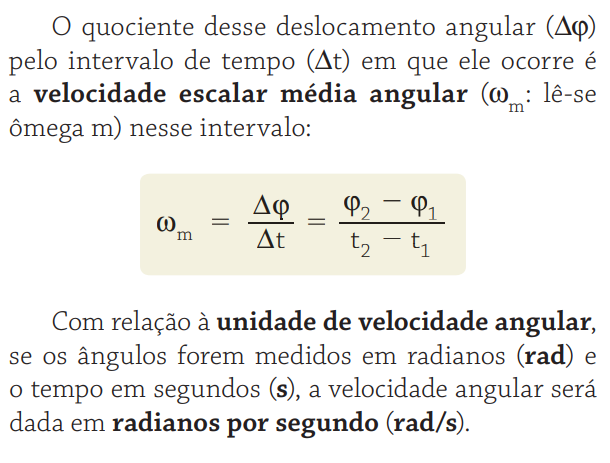 O quociente desse deslocamento angular (Δφ)
pelo intervalo de tempo (Δt) em que ele ocorre é
a velocidade escalar média angular (ωₘ: lê-se
ômega m) nesse intervalo:
ωₘ = Δφ/Δt = (φ₂ − φ₁)/(t₂ − t₁)
Com relação à unidade de velocidade angular,
se os ângulos forem medidos em radianos (rad) e
o tempo em segundos (s), a velocidade angular será
dada em radianos por segundo (rad/s).